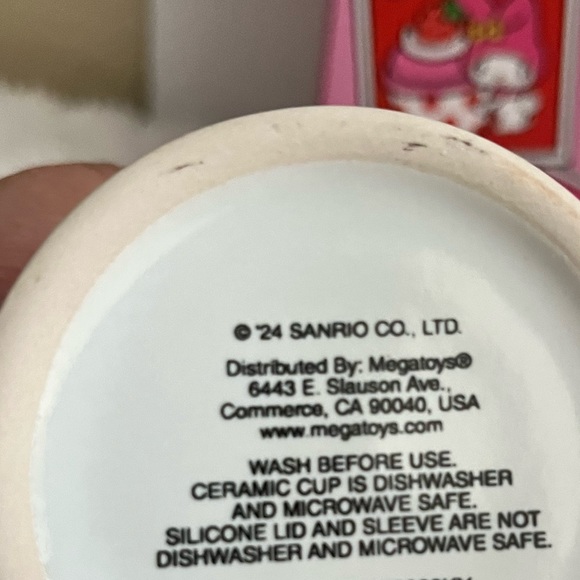 © '24 SANRIO CO., LTD.
Distributed By: Megatoys®
6443 E. Slauson Ave.,
Commerce, CA 90040, USA
www.megatoys.com
WASH BEFORE USE.
CERAMIC CUP IS DISHWASHER
AND MICROWAVE SAFE.
SILICONE LID AND SLEEVE ARE NOT
DISHWASHER AND MICROWAVE SAFE.